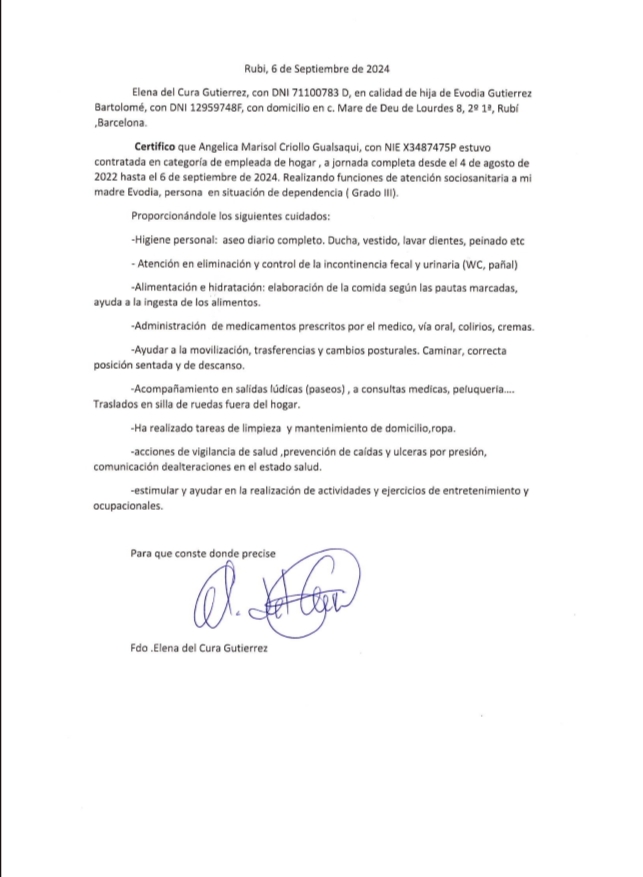 Rubi, 6 de Septiembre de 2024
Elena del Cura Gutierrez, con DNI 71100783 D, en calidad de hija de Evodia Gutierrez
Bartolomé, con DNI 12959748F, con domicilio en c. Mare de Deu de Lourdes 8, 2º 1ª, Rubí
,Barcelona.
Certifico que Angelica Marisol Criollo Gualsaqui, con NIE X3487475P estuvo
contratada en categoría de empleada de hogar , a jornada completa desde el 4 de agosto de
2022 hasta el 6 de septiembre de 2024. Realizando funciones de atención sociosanitaria a mi
madre Evodia, persona en situación de dependencia ( Grado III).
Proporcionándole los siguientes cuidados:
-Higiene personal: aseo diario completo. Ducha, vestido, lavar dientes, peinado etc
- Atención en eliminación y control de la incontinencia fecal y urinaria (WC, pañal)
-Alimentación e hidratación: elaboración de la comida según las pautas marcadas,
ayuda a la ingesta de los alimentos.
-Administración de medicamentos prescritos por el medico, vía oral, colirios, cremas.
-Ayudar a la movilización, trasferencias y cambios posturales. Caminar, correcta
posición sentada y de descanso.
-Acompañamiento en salidas lúdicas (paseos) , a consultas medicas, peluquería....
Traslados en silla de ruedas fuera del hogar.
-Ha realizado tareas de limpieza y mantenimiento de domicilio,ropa.
-acciones de vigilancia de salud ,prevención de caídas y ulceras por presión,
comunicación dealteraciones en el estado salud.
-estimular y ayudar en la realización de actividades y ejercicios de entretenimiento y
ocupacionales.
Para que conste donde precise
Fdo .Elena del Cura Gutierrez